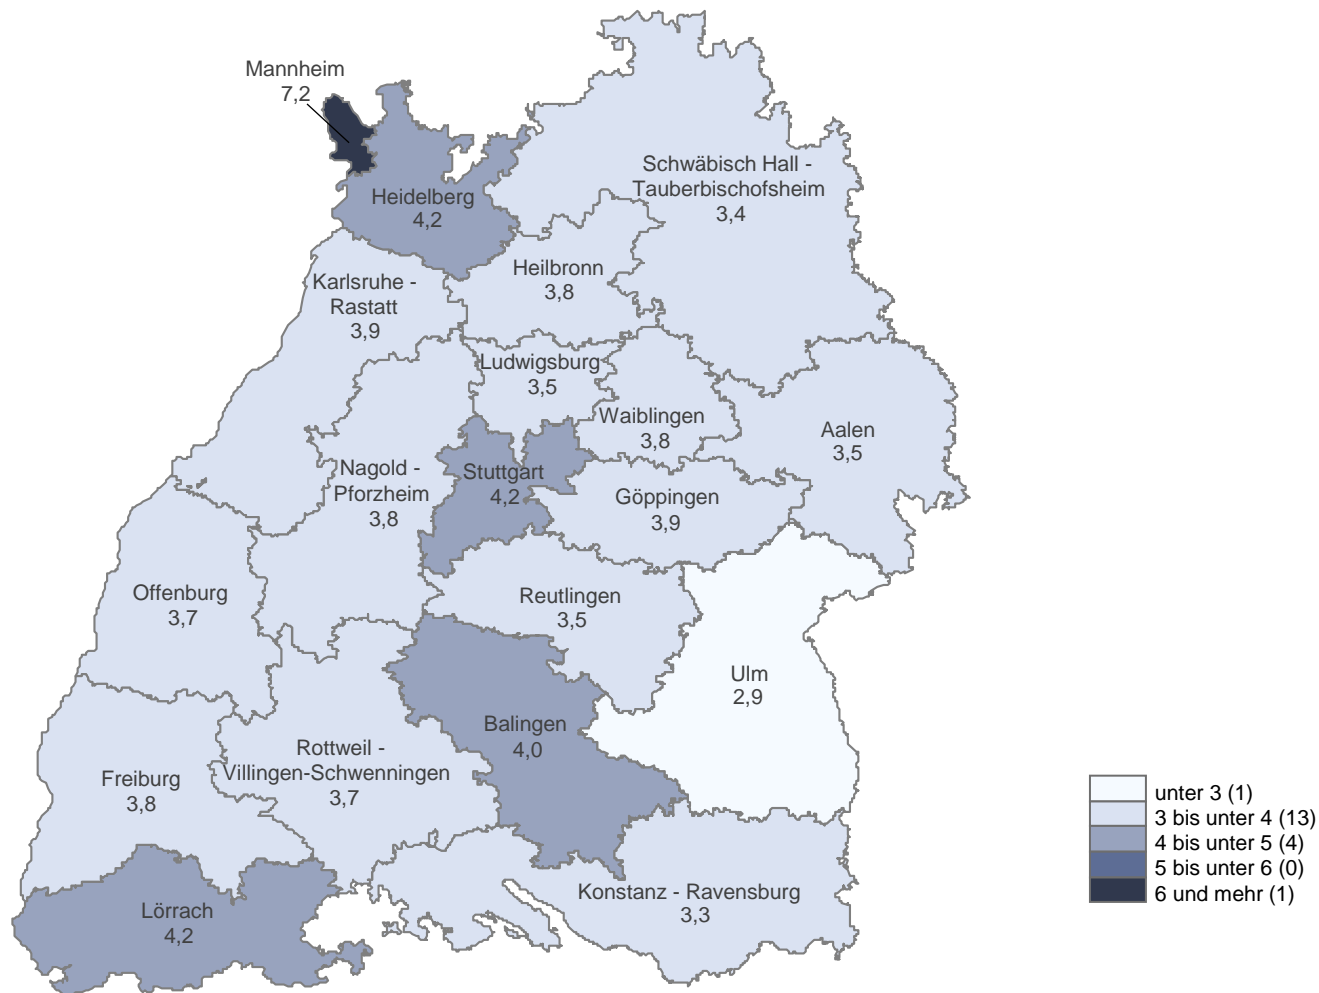 Mannheim
7,2
Schwäbisch Hall -
Tauberbischofsheim
3,4
Heidelberg
4,2
Heilbronn
3,8
Karlsruhe -
Rastatt
3,9
Ludwigsburg
3,5
Waiblingen
3,8
Aalen
3,5
Nagold -
Pforzheim
3,8
Stuttgart
4,2
Göppingen
3,9
Offenburg
3,7
Reutlingen
3,5
Ulm
2,9
Balingen
4,0
Rottweil -
Villingen-Schwenningen
3,7
Freiburg
3,8
Konstanz - Ravensburg
3,3
Lörrach
4,2
unter 3 (1)
3 bis unter 4 (13)
4 bis unter 5 (4)
5 bis unter 6 (0)
6 und mehr (1)